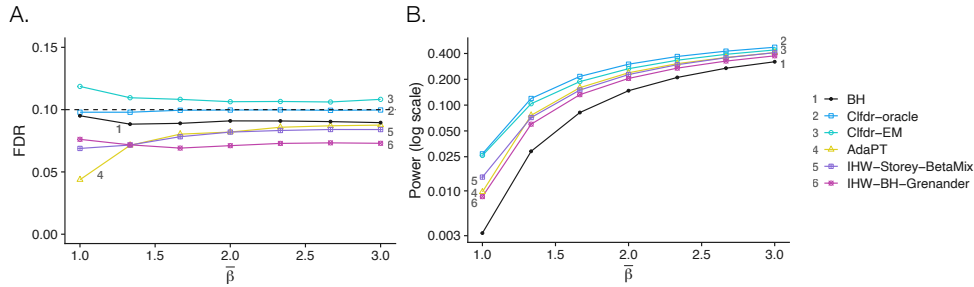 A.
0.15
0.10
0.05
0.00
FDR
1
4
3
2
5
6
1.0
1.5
2.0
2.5
3.0
β̅
B.
0.400
0.200
0.100
0.050
0.025
0.010
0.003
Power (log scale)
5
4
6
2
3
1
1.0
1.5
2.0
2.5
3.0
β̅
1 BH
2 Clfdr-oracle
3 Clfdr-EM
4 AdaPT
5 IHW-Storey-BetaMix
6 IHW-BH-Grenander